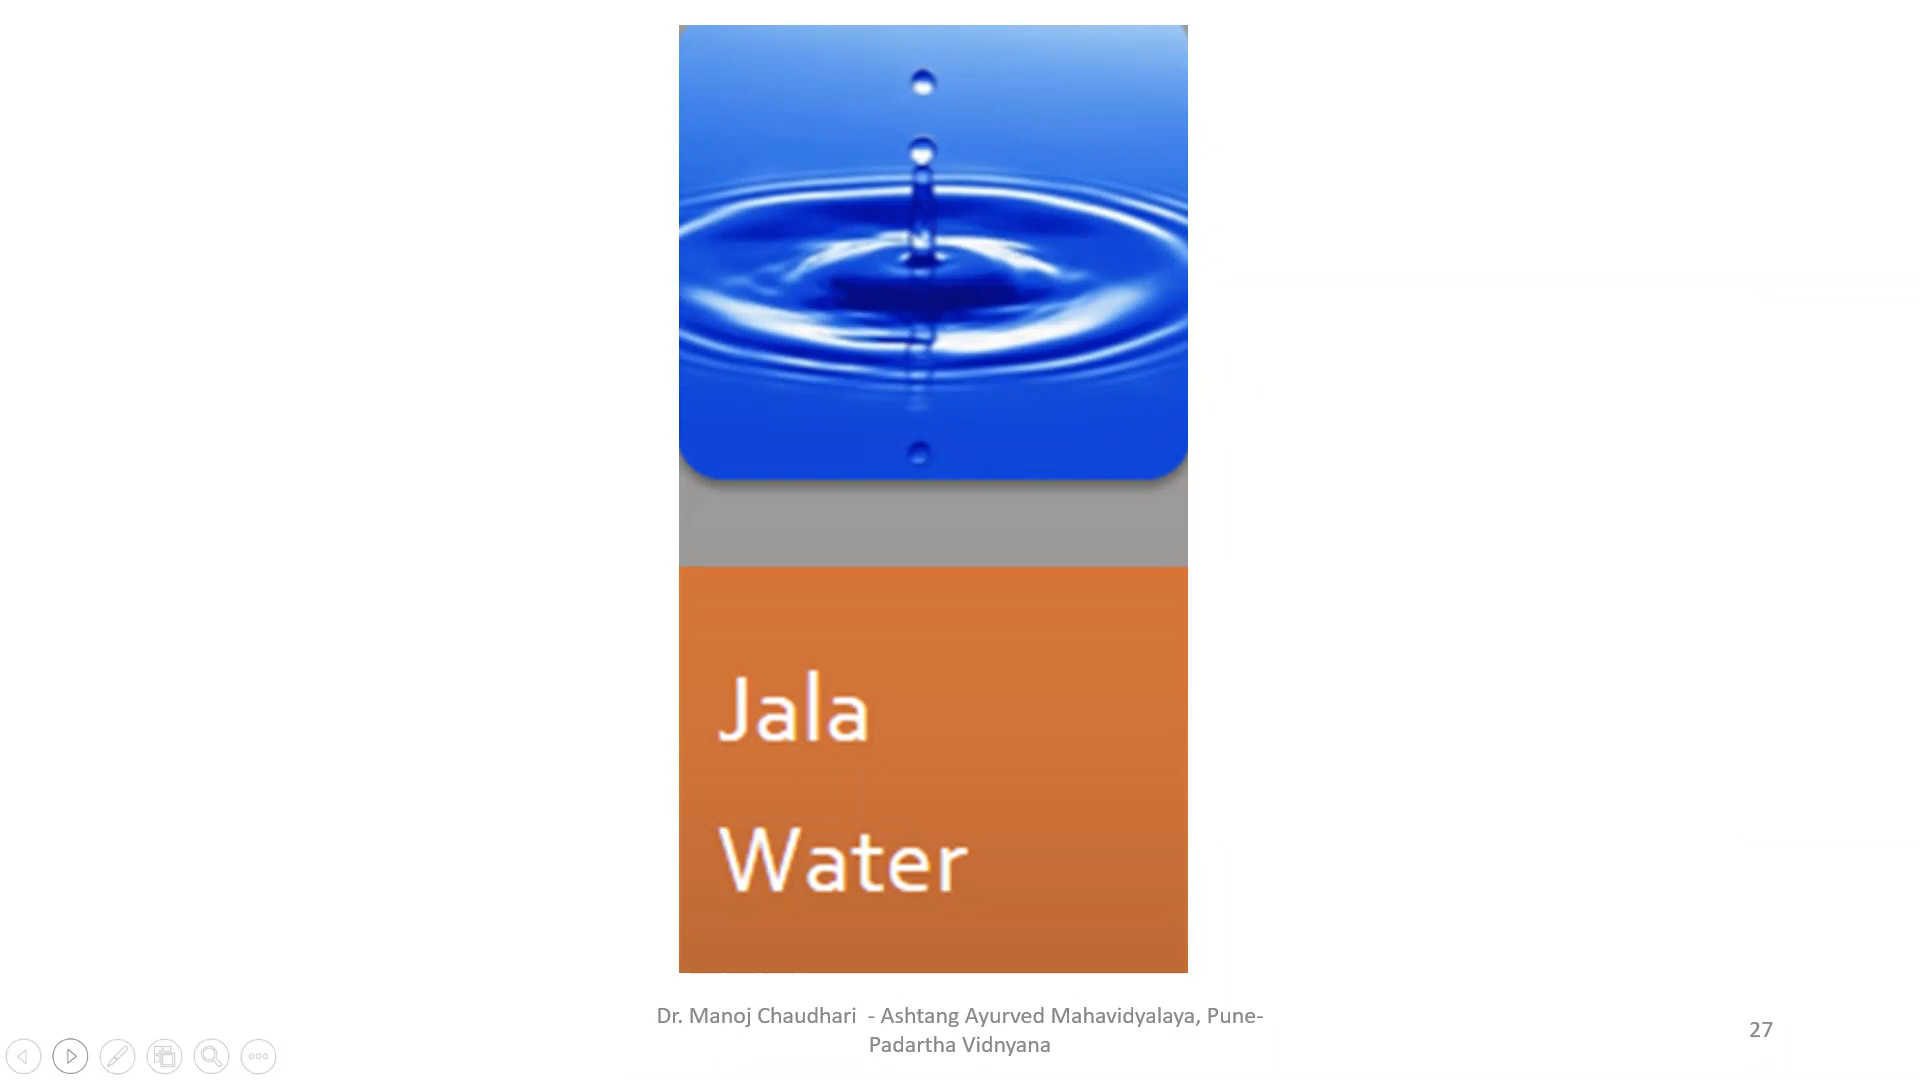 Jala
Water
Dr. Manoj Chaudhari - Ashtang Ayurved Mahavidyalaya, Pune-
Padartha Vidnyana
27